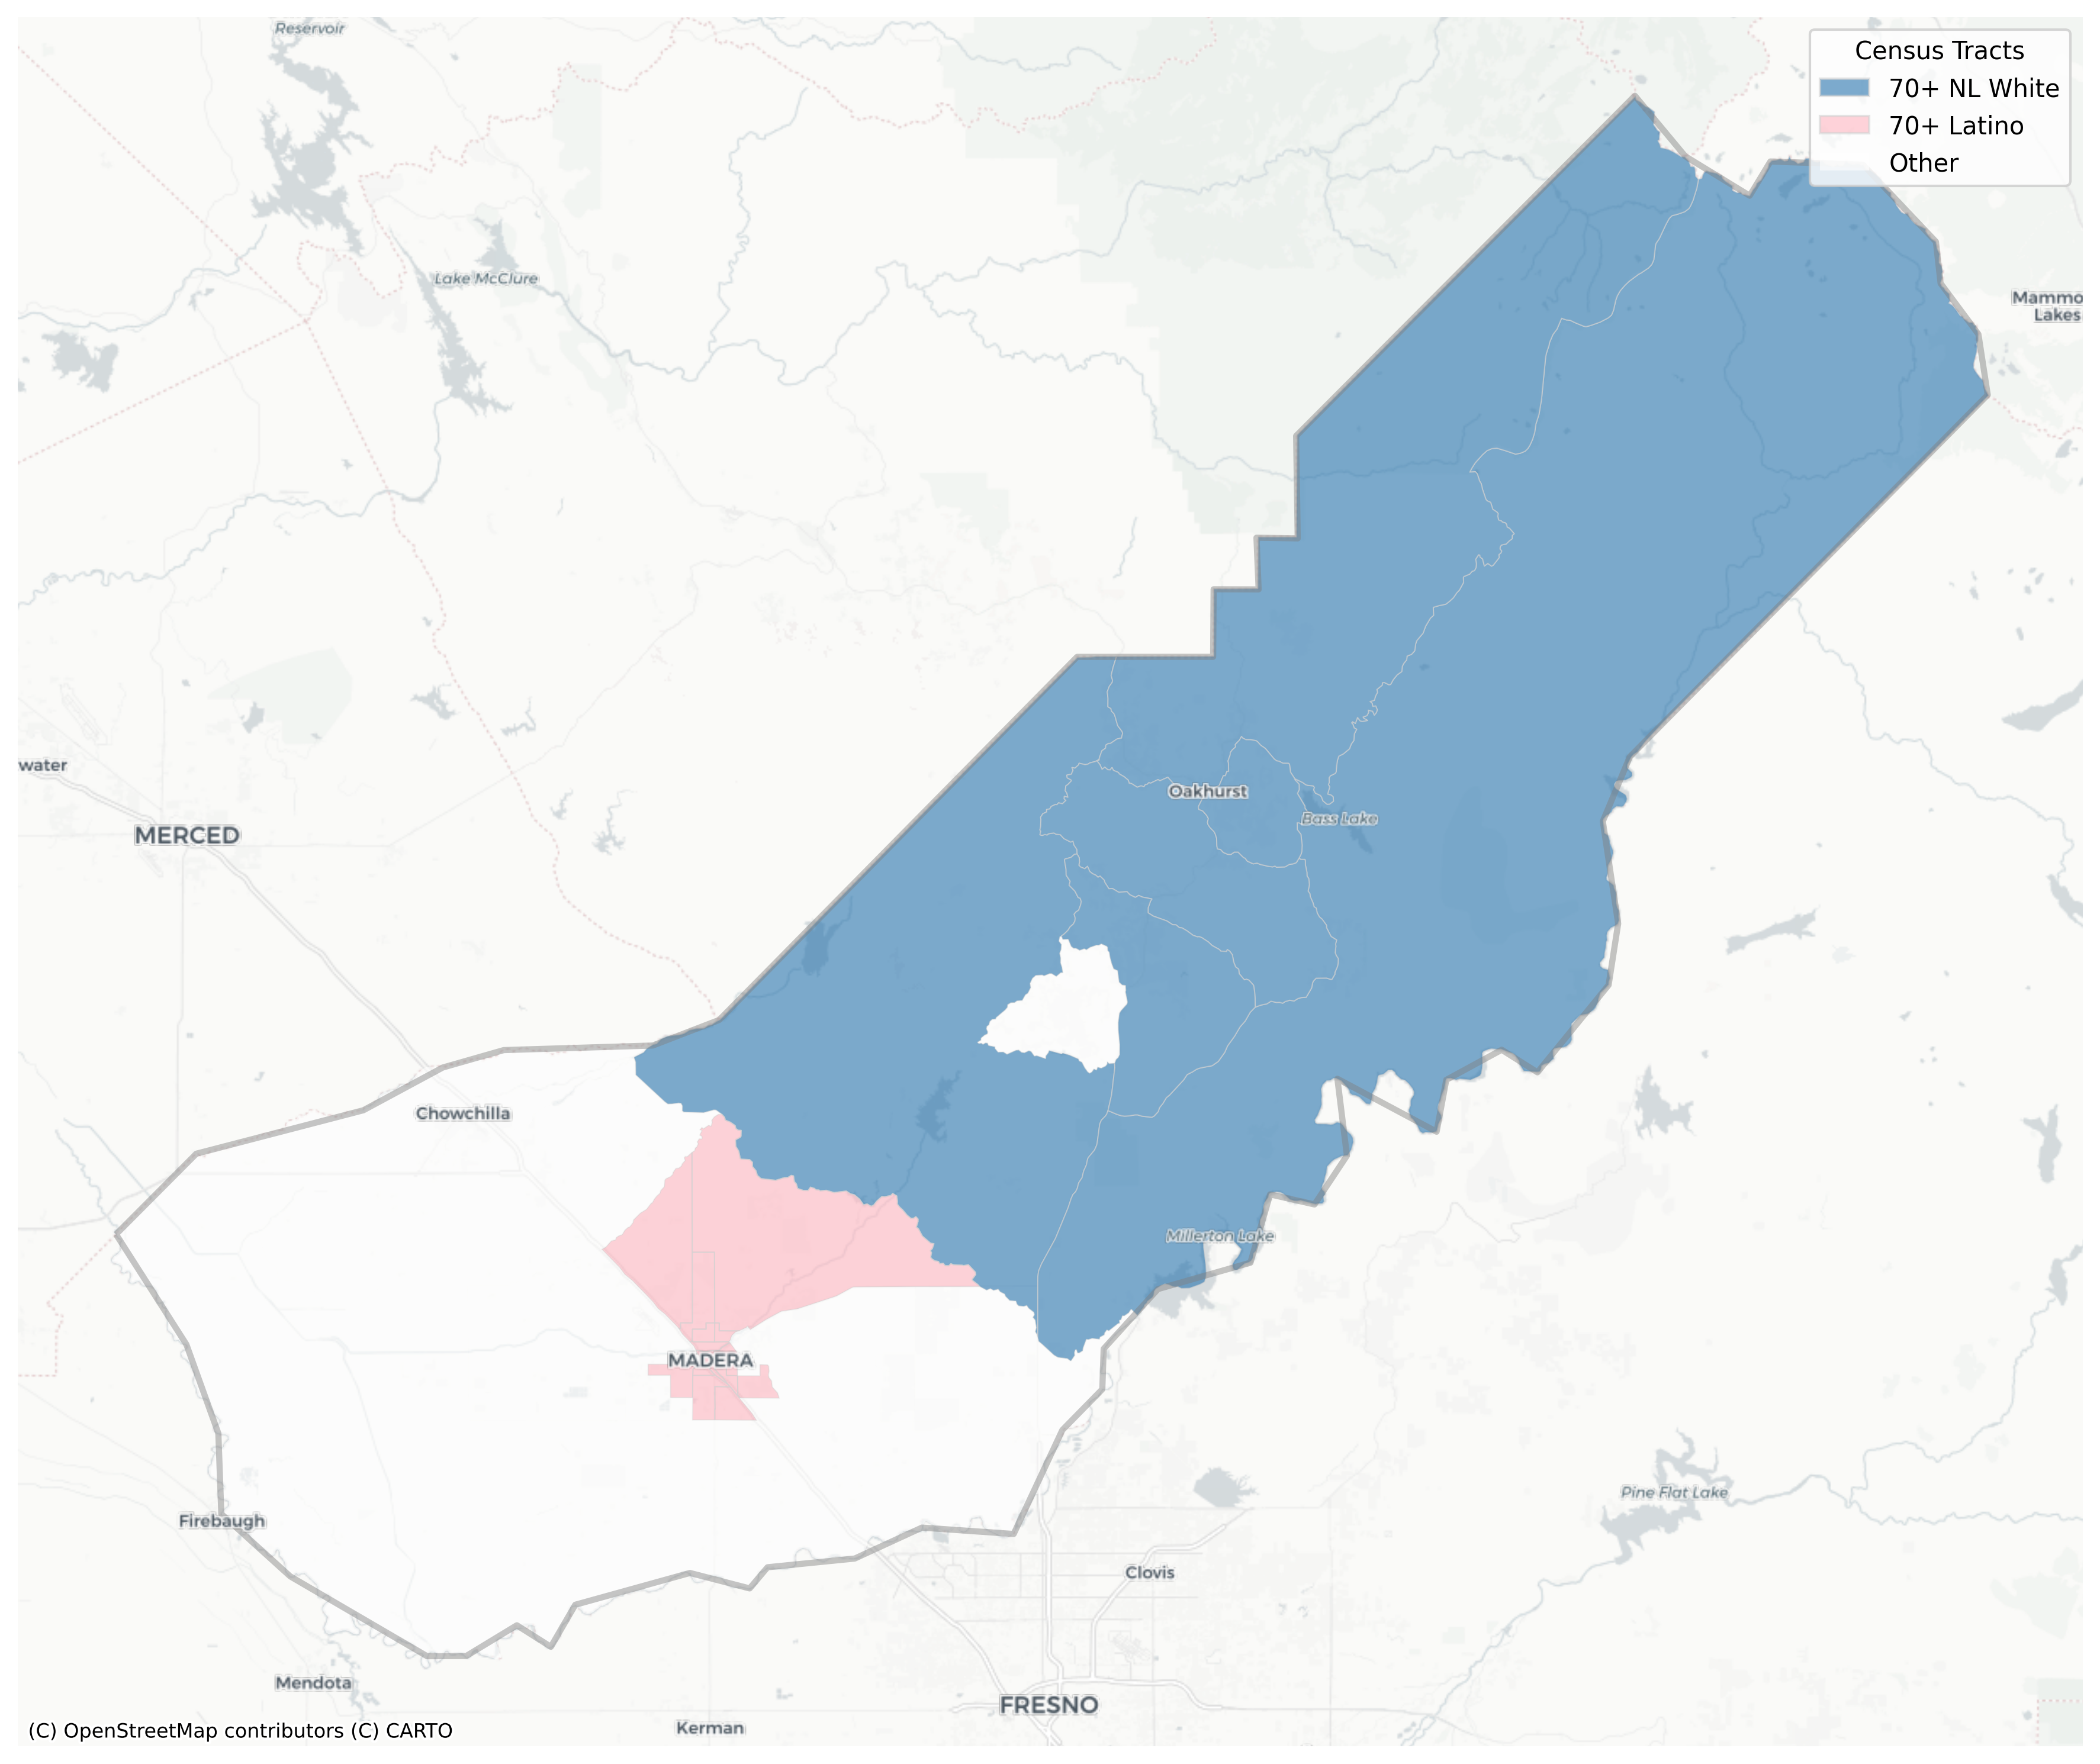 Reservoir
Census Tracts
70+ NL White
70+ Latino
Other
Lake McClure
Mammo
Lakes
water
Oakhurst
Bass Lake
MERCED
Chowchilla
Millerton Lake
MADERA
Pine Flat Lake
Firebaugh
Clovis
Mendota
FRESNO
Kerman
(C) OpenStreetMap contributors (C) CARTO